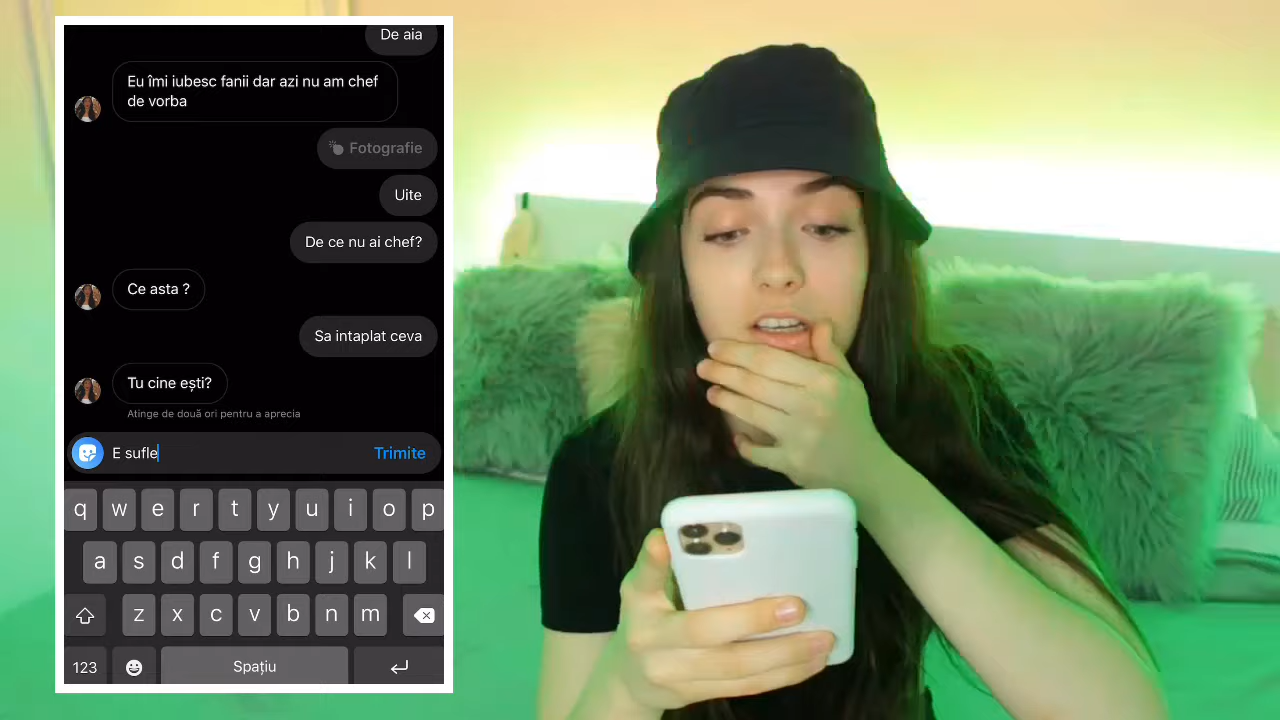 De aia
Eu îmi iubesc fanii dar azi nu am chef
de vorba
Fotografie
Uite
De ce nu ai chef?
Ce asta ?
Sa intaplat ceva
Tu cine ești?
Atinge de două ori pentru a aprecia
E sufle
Trimite
q w e r t y u i o p
a s d f g h j k l
z x c v b n m
123
Spațiu